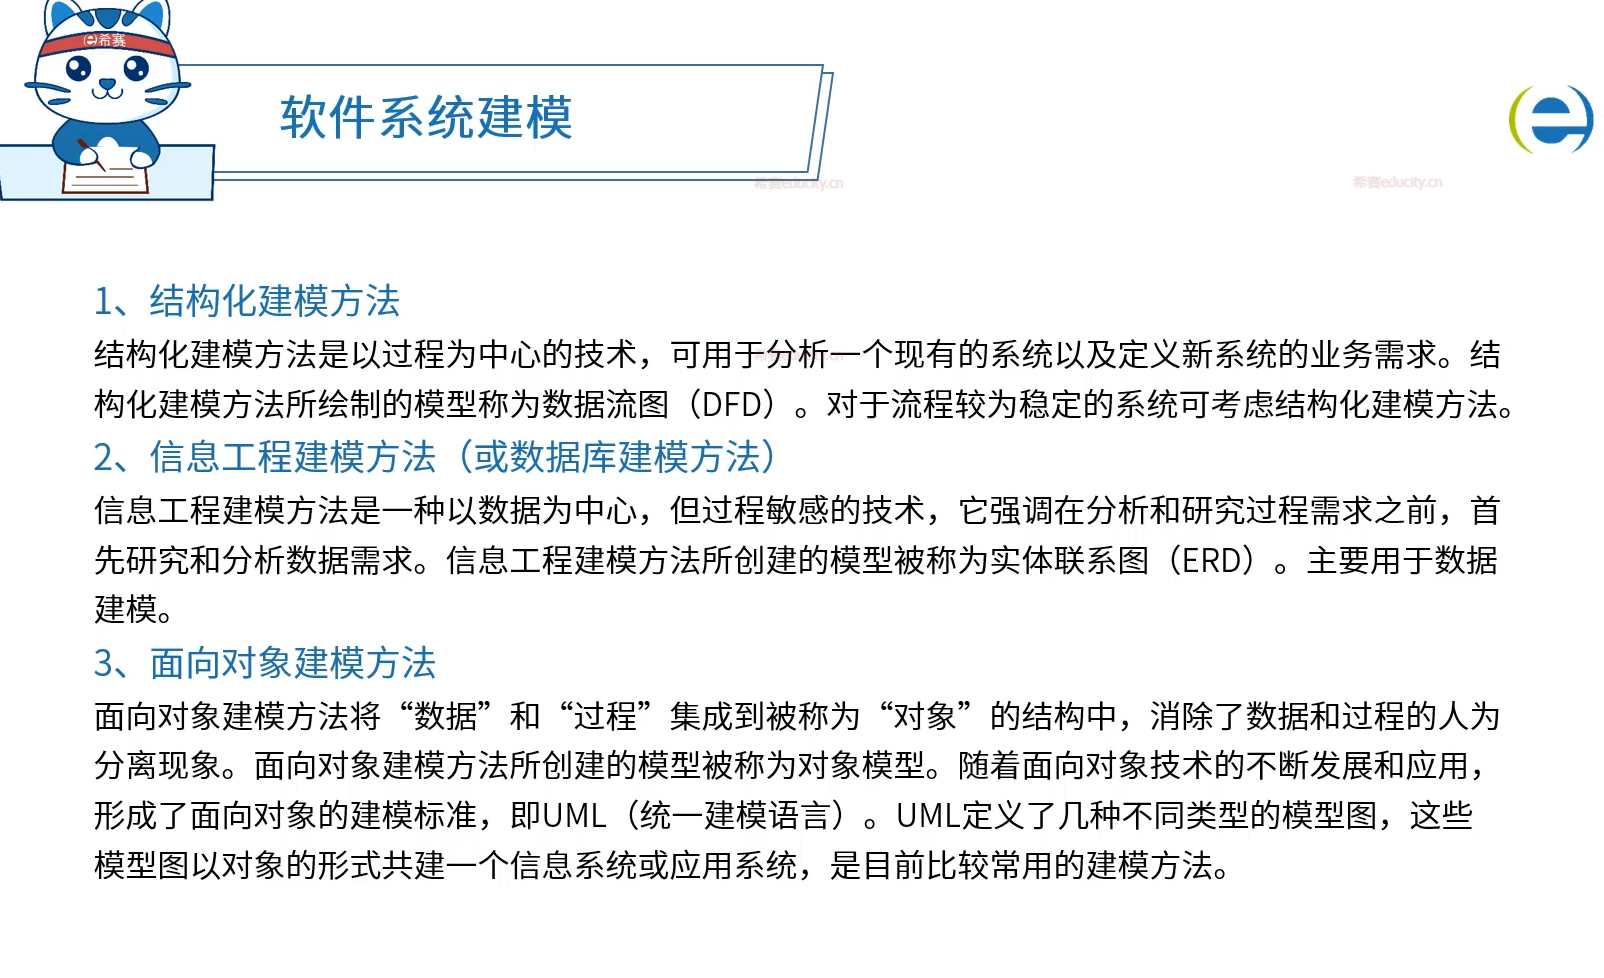 希赛
软件系统建模
希赛educity.cn
希赛educity.cn
1、结构化建模方法
结构化建模方法是以过程为中心的技术，可用于分析一个现有的系统以及定义新系统的业务需求。结
构化建模方法所绘制的模型称为数据流图（DFD）。对于流程较为稳定的系统可考虑结构化建模方法。
2、信息工程建模方法（或数据库建模方法）
信息工程建模方法是一种以数据为中心，但过程敏感的技术，它强调在分析和研究过程需求之前，首
先研究和分析数据需求。信息工程建模方法所创建的模型被称为实体联系图（ERD）。主要用于数据
建模。
3、面向对象建模方法
面向对象建模方法将“数据”和“过程”集成到被称为“对象”的结构中，消除了数据和过程的人为
分离现象。面向对象建模方法所创建的模型被称为对象模型。随着面向对象技术的不断发展和应用，
形成了面向对象的建模标准，即UML（统一建模语言）。UML定义了几种不同类型的模型图，这些
模型图以对象的形式共建一个信息系统或应用系统，是目前比较常用的建模方法。